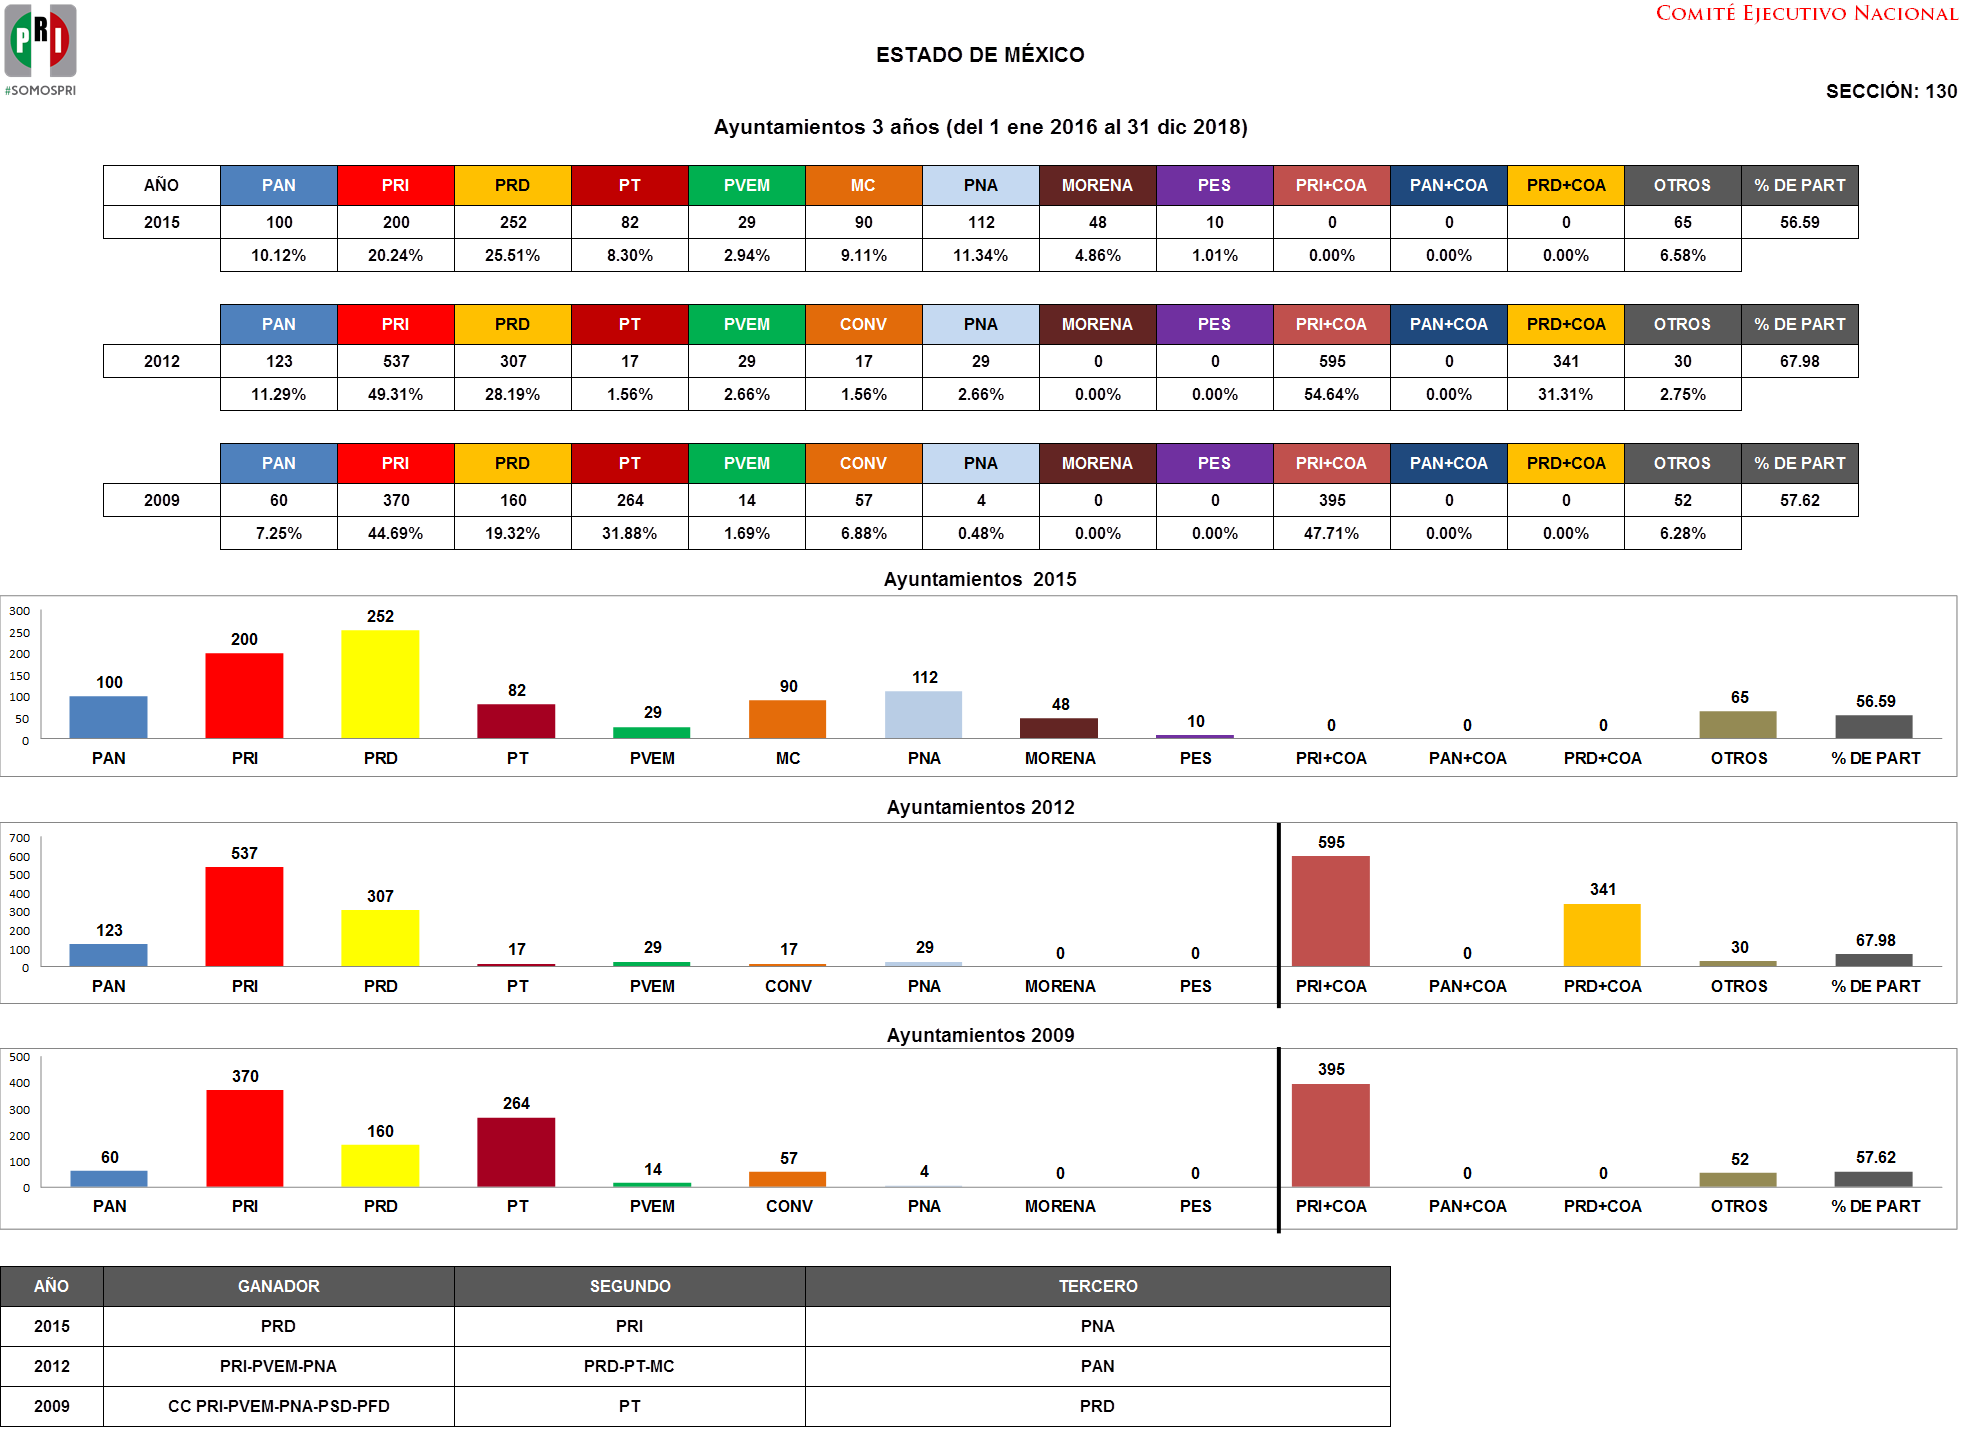 PRI
#SOMOSPRI
COMITÉ EJECUTIVO NACIONAL
ESTADO DE MÉXICO
SECCIÓN: 130
Ayuntamientos 3 años (del 1 ene 2016 al 31 dic 2018)
AÑO PAN PRI PRD PT PVEM MC PNA MORENA PES PRI+COA PAN+COA PRD+COA OTROS % DE PART
2015 100 200 252 82 29 90 112 48 10 0 0 0 65 56.59
10.12% 20.24% 25.51% 8.30% 2.94% 9.11% 11.34% 4.86% 1.01% 0.00% 0.00% 0.00% 6.58%
PAN PRI PRD PT PVEM CONV PNA MORENA PES PRI+COA PAN+COA PRD+COA OTROS % DE PART
2012 123 537 307 17 29 17 29 0 0 595 0 341 30 67.98
11.29% 49.31% 28.19% 1.56% 2.66% 1.56% 2.66% 0.00% 0.00% 54.64% 0.00% 31.31% 2.75%
PAN PRI PRD PT PVEM CONV PNA MORENA PES PRI+COA PAN+COA PRD+COA OTROS % DE PART
2009 60 370 160 264 14 57 4 0 0 395 0 0 52 57.62
7.25% 44.69% 19.32% 31.88% 1.69% 6.88% 0.48% 0.00% 0.00% 47.71% 0.00% 0.00% 6.28%
Ayuntamientos 2015
300
250
200
150
100
50
0
100 200 252 82 29 90 112 48 10 0 0 0 65 56.59
PAN PRI PRD PT PVEM MC PNA MORENA PES PRI+COA PAN+COA PRD+COA OTROS % DE PART
Ayuntamientos 2012
700
600
500
400
300
200
100
0
123 537 307 17 29 17 29 0 0 595 0 341 30 67.98
PAN PRI PRD PT PVEM CONV PNA MORENA PES PRI+COA PAN+COA PRD+COA OTROS % DE PART
Ayuntamientos 2009
500
400
300
200
100
0
60 370 160 264 14 57 4 0 0 395 0 0 52 57.62
PAN PRI PRD PT PVEM CONV PNA MORENA PES PRI+COA PAN+COA PRD+COA OTROS % DE PART
AÑO GANADOR SEGUNDO TERCERO
2015 PRD PRI PNA
2012 PRI-PVEM-PNA PRD-PT-MC PAN
2009 CC PRI-PVEM-PNA-PSD-PFD PT PRD